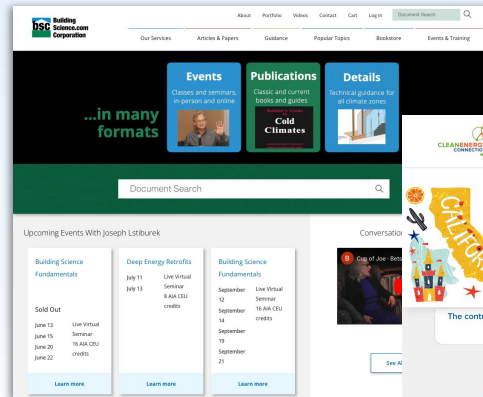 About Portfolio Videos Contact Cart Log In Document Search
bsc Building
Science.com
Corporation
Our Services Articles & Papers Guidance Popular Topics Bookstore Events & Training
...in many
formats
Events
Classes and seminars,
in-person and online
Publications
Classic and current
books and guides
Cold
Climates
Details
Technical guidance for
all climate zones
CLEANENERG
CONNECTION
Document Search
CALIFOR
Upcoming Events With Joseph Lstiburek
Conversation
Building Science
Fundamentals
Sold Out
June 13 Live Virtual
June 15 Seminar
June 20 16 AIA CEU
June 22 credits
Learn more
Deep Energy Retrofits
July 11 Live Virtual
July 13 Seminar
8 AIA CEU
credits
Learn more
Building Science
Fundamentals
September Live Virtual
12 Seminar
September 16 AIA CEU
14 credits
September
19
September
21
Learn more
B Cup of Joe - Bets
See Al
The contr